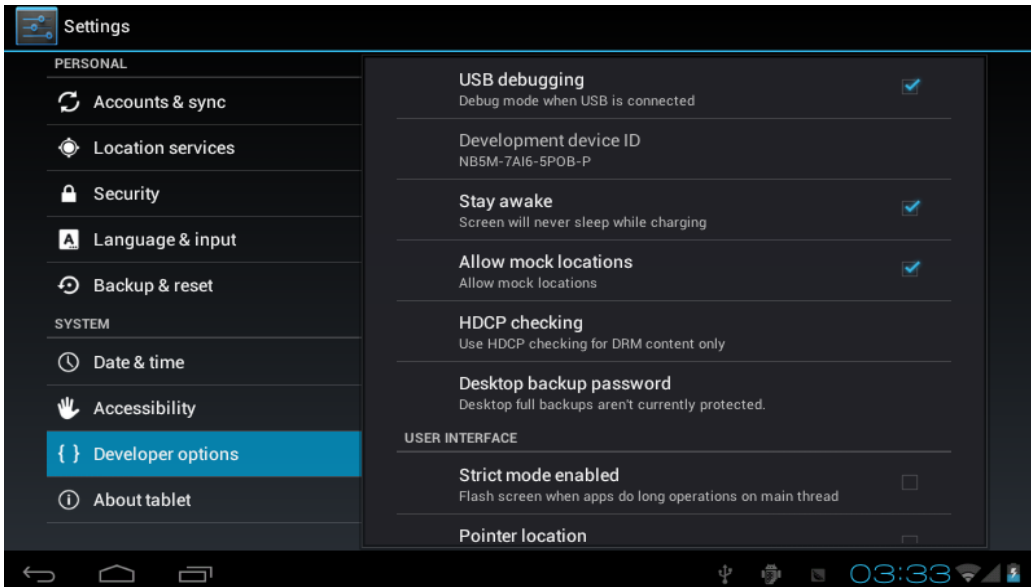 Settings
PERSONAL
Accounts & sync
Location services
Security
Language & input
Backup & reset
SYSTEM
Date & time
Accessibility
Developer options
About tablet
USB debugging
Debug mode when USB is connected
Development device ID
NB5M-7AI6-5POB-P
Stay awake
Screen will never sleep while charging
Allow mock locations
Allow mock locations
HDCP checking
Use HDCP checking for DRM content only
Desktop backup password
Desktop full backups aren't currently protected.
USER INTERFACE
Strict mode enabled
Flash screen when apps do long operations on main thread
Pointer location
03:33